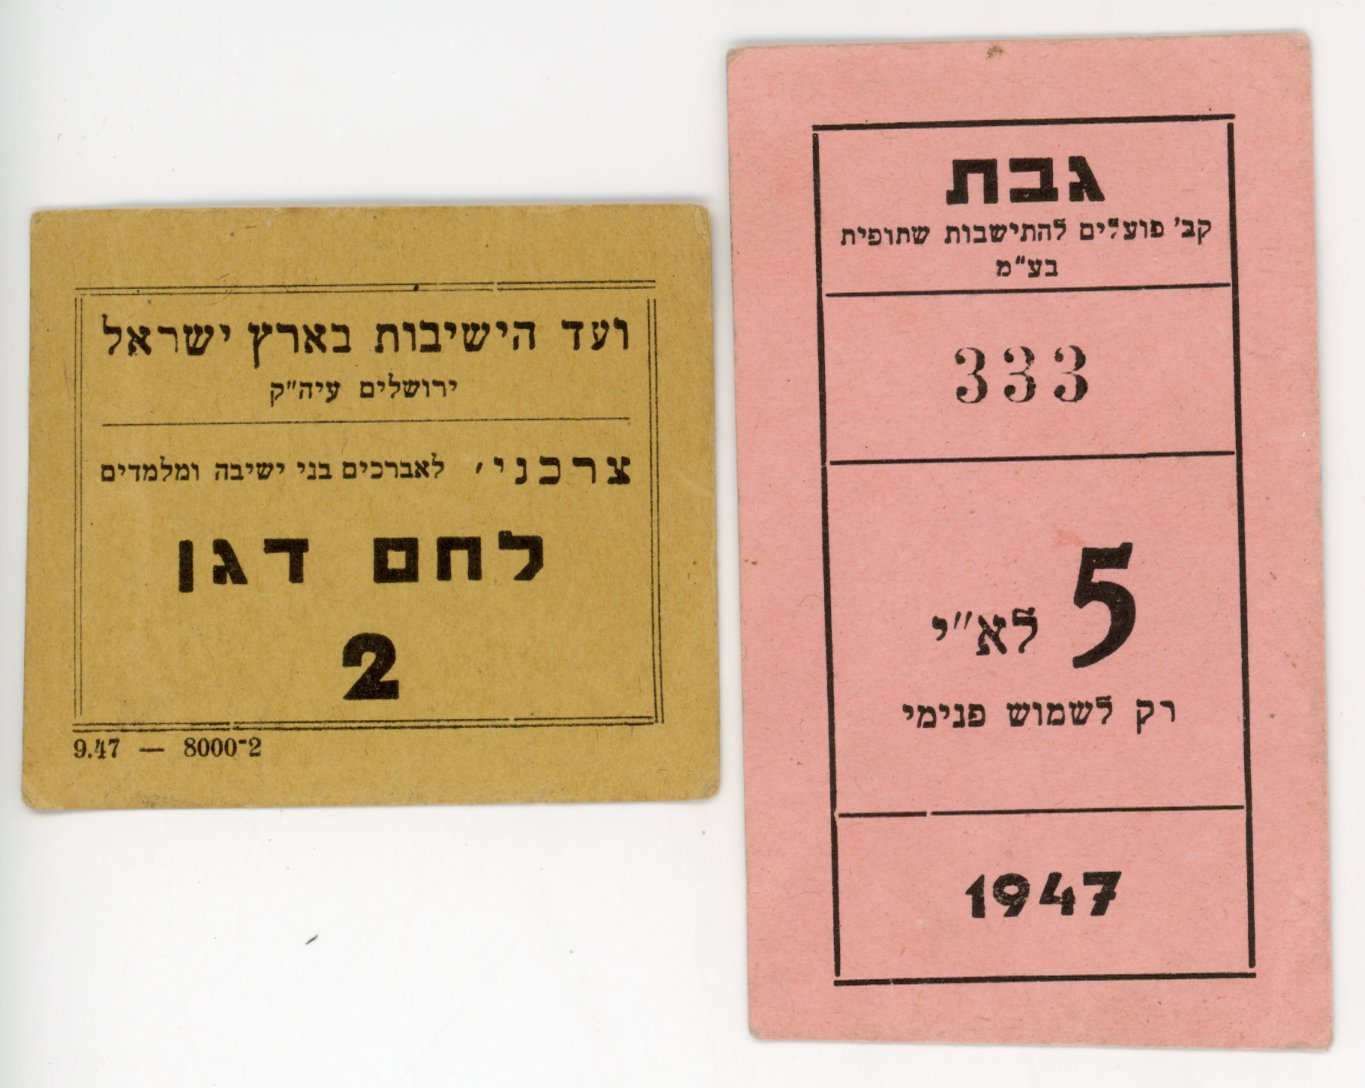 ועד הישיבות בארץ ישראל
ירושלים עיה"ק
צרכני' לאברכים בני ישיבה ומלמדים
לחם דגן
2
9.47 — 8000-2
גבת
קב' פועלים להתישבות שתופית
בע"מ
333
5 לא"י
רק לשמוש פנימי
1947